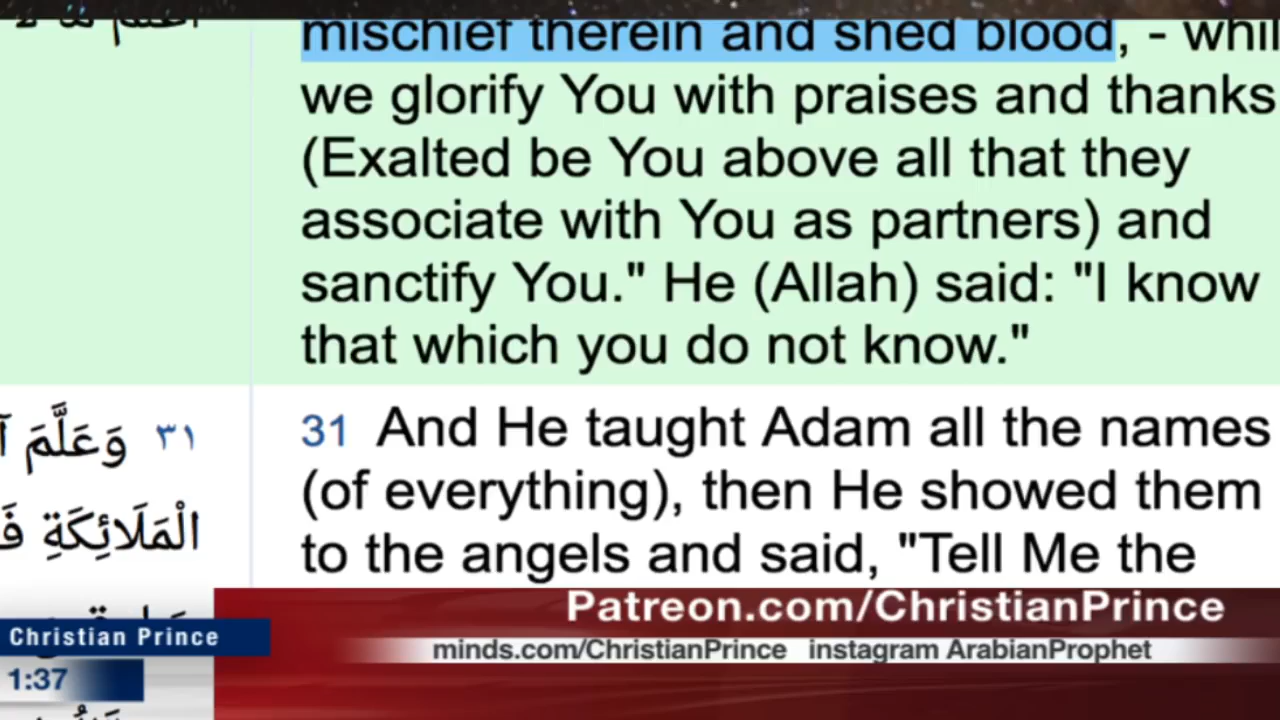 mischief therein and shed blood, - whil
we glorify You with praises and thanks
(Exalted be You above all that they
associate with You as partners) and
sanctify You." He (Allah) said: "I know
that which you do not know."
٣١ وَعَلَّمَ آ
الْمَلَائِكَةِ فَ
31 And He taught Adam all the names
(of everything), then He showed them
to the angels and said, "Tell Me the
Patreon.com/ChristianPrince
Christian Prince
minds.com/ChristianPrince instagram ArabianProphet
1:37